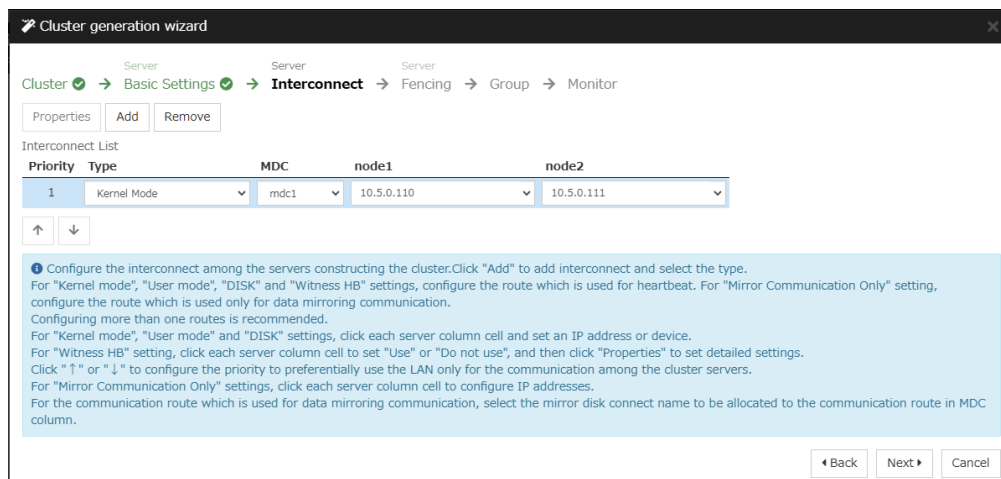 Cluster generation wizard
Server Server Server
Cluster → Basic Settings → Interconnect → Fencing → Group → Monitor
Properties Add Remove
Interconnect List
Priority Type MDC node1 node2
1 Kernel Mode mdc1 10.5.0.110 10.5.0.111
↑ ↓
Configure the interconnect among the servers constructing the cluster.Click "Add" to add interconnect and select the type.
For "Kernel mode", "User mode", "DISK" and "Witness HB" settings, configure the route which is used for heartbeat. For "Mirror Communication Only" setting,
configure the route which is used only for data mirroring communication.
Configuring more than one routes is recommended.
For "Kernel mode", "User mode" and "DISK" settings, click each server column cell and set an IP address or device.
For "Witness HB" setting, click each server column cell to set "Use" or "Do not use", and then click "Properties" to set detailed settings.
Click "↑" or "↓" to configure the priority to preferentially use the LAN only for the communication among the cluster servers.
For "Mirror Communication Only" settings, click each server column cell to configure IP addresses.
For the communication route which is used for data mirroring communication, select the mirror disk connect name to be allocated to the communication route in MDC
column.
Back Next Cancel